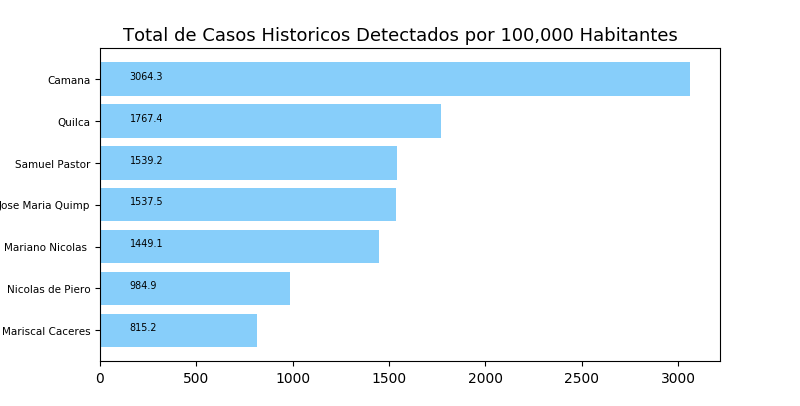 Total de Casos Historicos Detectados por 100,000 Habitantes
Camana 3064.3
Quilca 1767.4
Samuel Pastor 1539.2
Jose Maria Quimp 1537.5
Mariano Nicolas 1449.1
Nicolas de Piero 984.9
Mariscal Caceres 815.2
0 500 1000 1500 2000 2500 3000